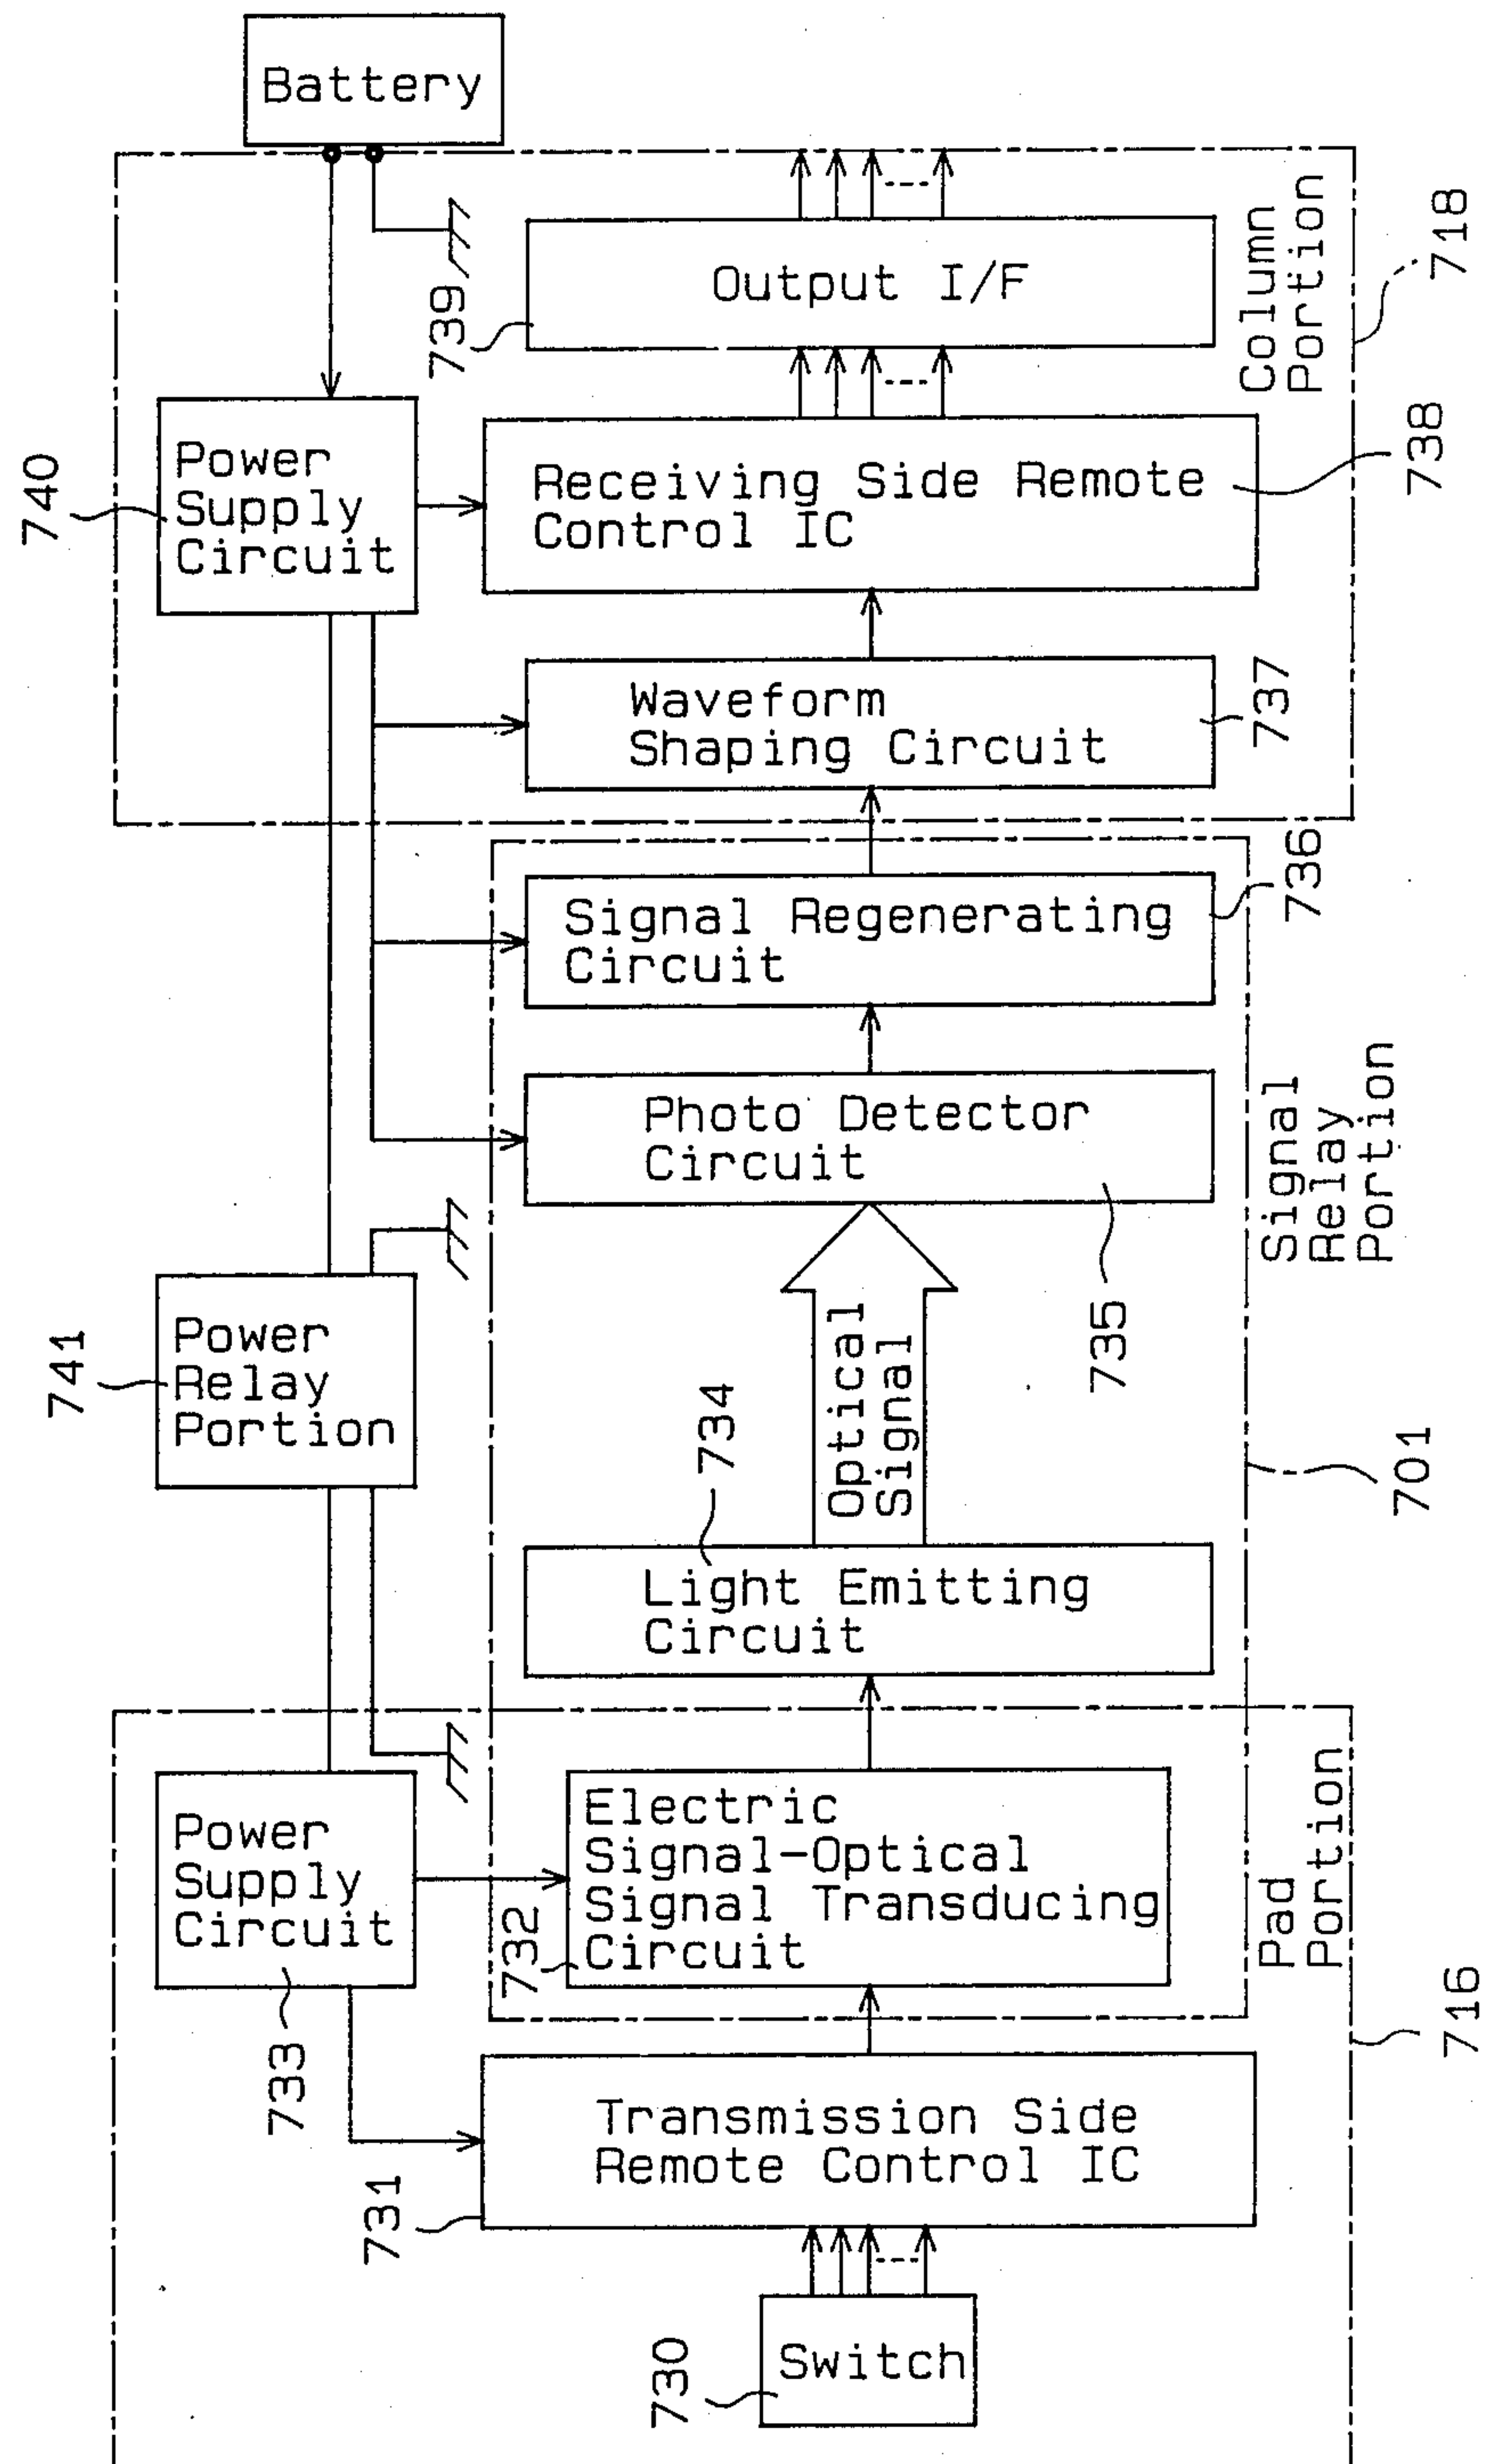 Battery
739
Output I/F
Column
Portion
718
740
Power
Supply
Circuit
Receiving Side Remote
Control IC
738
Waveform
Shaping Circuit
737
Signal Regenerating
Circuit
736
Photo Detector
Circuit
735
Signal
Relay
Portion
741
Power
Relay
Portion
Optical
Signal
734
701
Light Emitting
Circuit
Power
Supply
Circuit
733
732
Electric
Signal-Optical
Signal Transducing
Circuit
Pad
Portion
716
731
Transmission Side
Remote Control IC
730
Switch